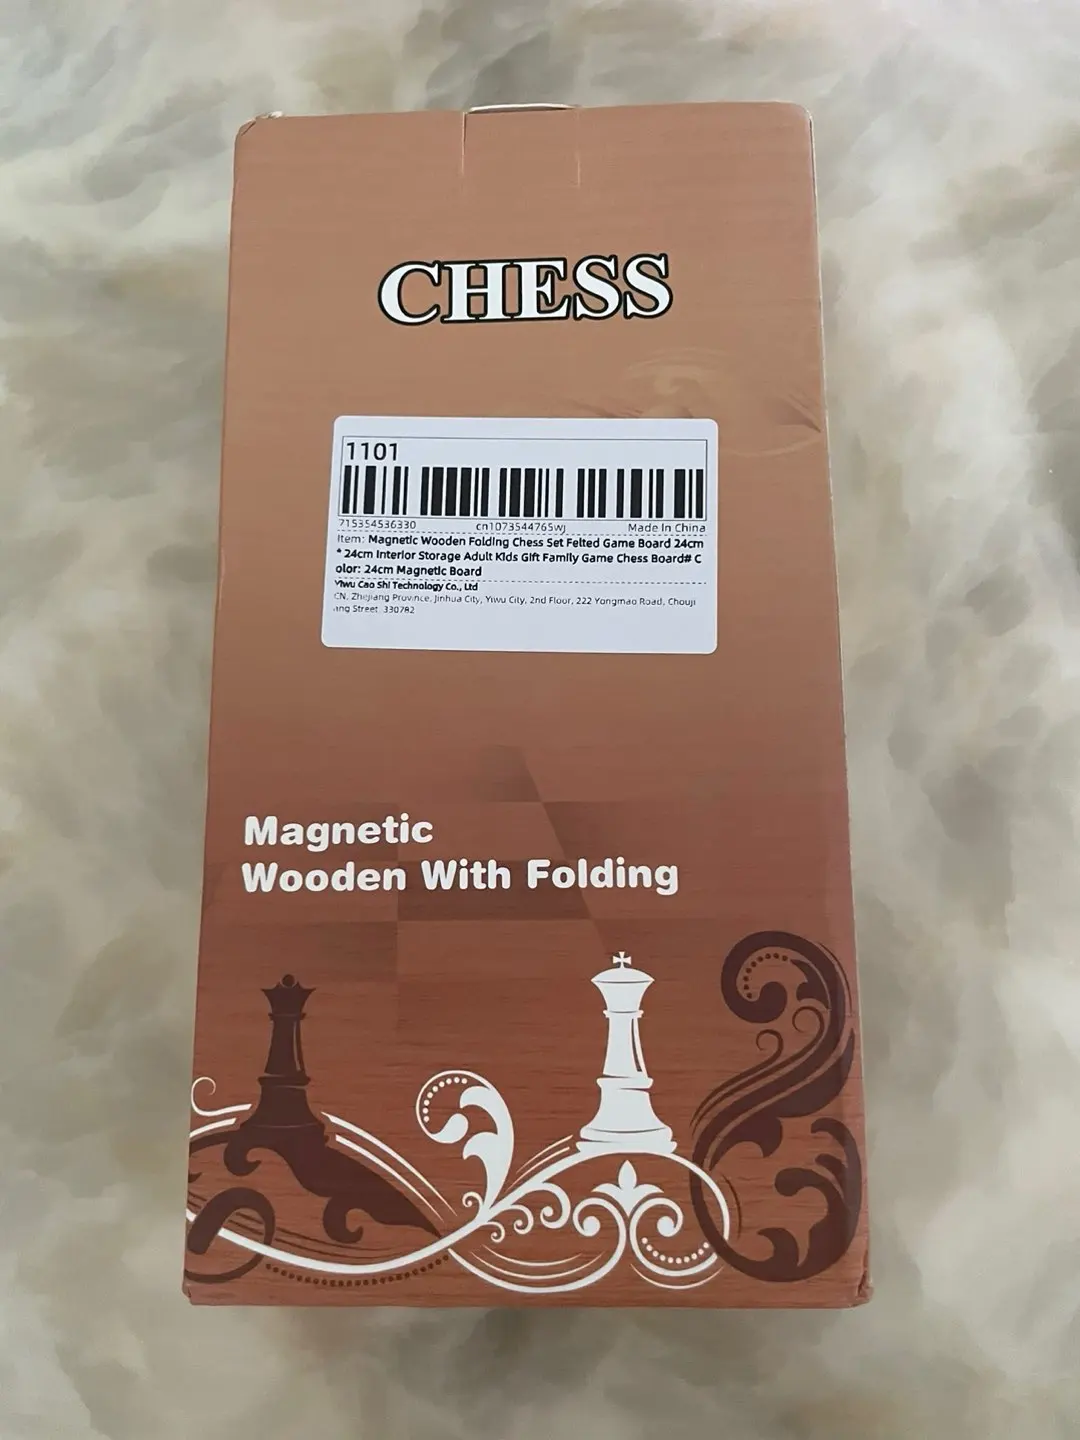 CHESS
1101
715354536330 cn1073544765wj Made In China
Item: Magnetic Wooden Folding Chess Set Felted Game Board 24cm
* 24cm Interior Storage Adult Kids Gift Family Game Chess Board# C
olor: 24cm Magnetic Board
Yiwu Cao Shi Technology Co., Ltd
CN, Zhejiang Province, Jinhua City, Yiwu City, 2nd Floor, 222 Yongmao Road, Chouji
ang Street, 330782
Magnetic
Wooden With Folding